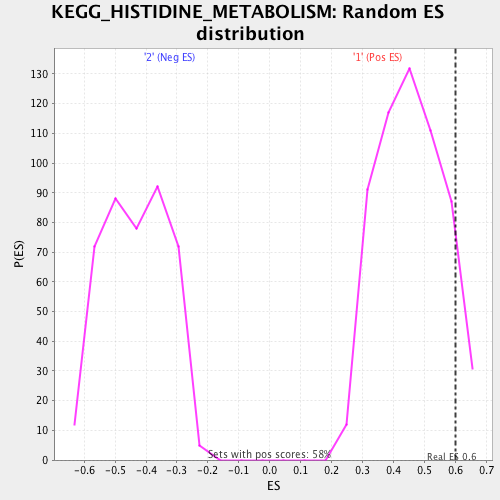 KEGG_HISTIDINE_METABOLISM: Random ES
distribution
'2' (Neg ES)
'1' (Pos ES)
130
120
110
100
90
80
70
60
50
40
30
20
10
0
P(ES)
Sets with pos scores: 58%
Real ES 0.6
-0.6 -0.5 -0.4 -0.3 -0.2 -0.1 0.0 0.1 0.2 0.3 0.4 0.5 0.6 0.7
ES